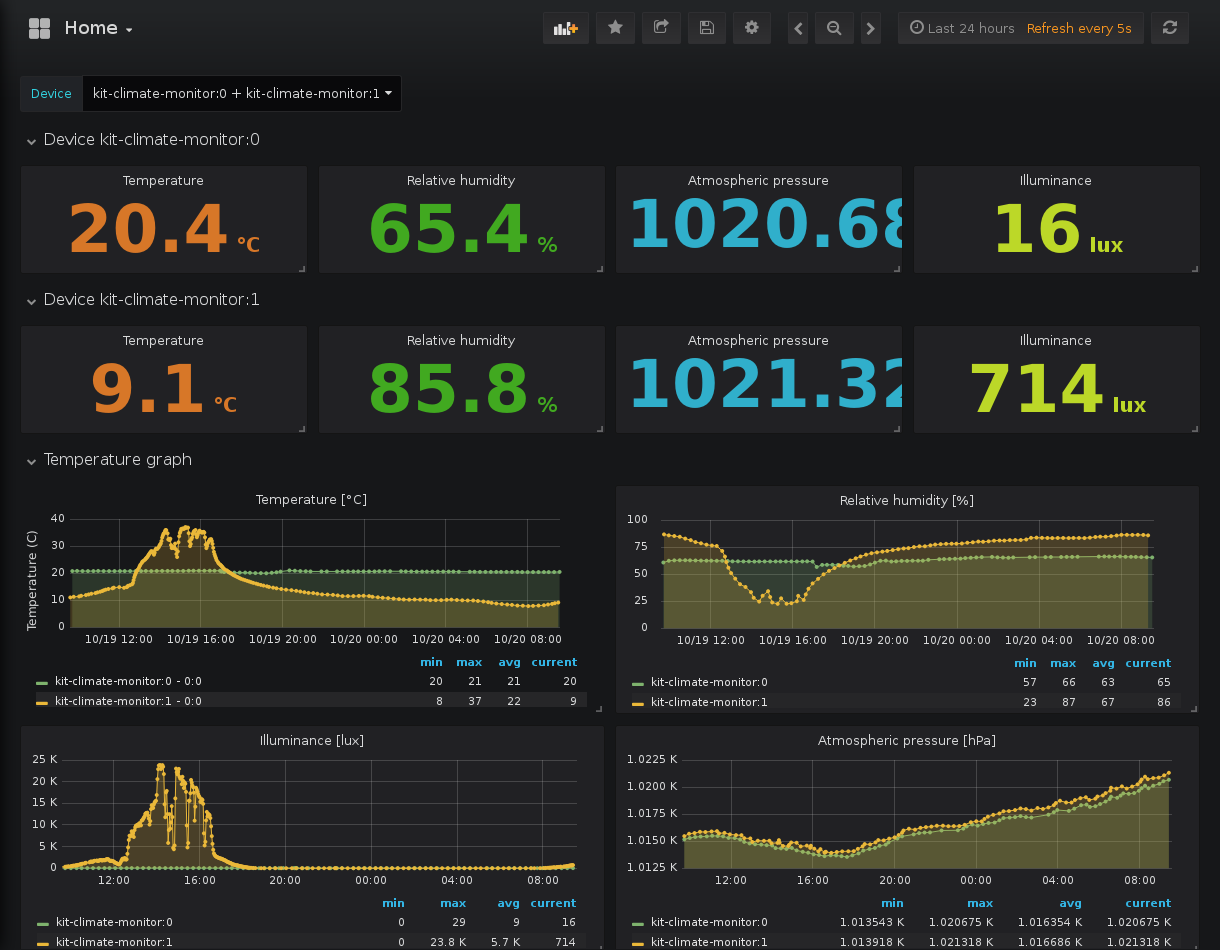 Home
Last 24 hours Refresh every 5s
Device kit-climate-monitor:0 + kit-climate-monitor:1
Device kit-climate-monitor:0
Temperature Relative humidity Atmospheric pressure Illuminance
20.4 °C 65.4 % 1020.68 16 lux
Device kit-climate-monitor:1
Temperature Relative humidity Atmospheric pressure Illuminance
9.1 °C 85.8 % 1021.32 714 lux
Temperature graph
Temperature [°C]
Temperature (C)
40
30
20
10
0
10/19 12:00 10/19 16:00 10/19 20:00 10/20 00:00 10/20 04:00 10/20 08:00
min max avg current
kit-climate-monitor:0 - 0:0 20 21 21 20
kit-climate-monitor:1 - 0:0 8 37 22 9
Relative humidity [%]
100
75
50
25
0
10/19 12:00 10/19 16:00 10/19 20:00 10/20 00:00 10/20 04:00 10/20 08:00
min max avg current
kit-climate-monitor:0 57 66 63 65
kit-climate-monitor:1 23 87 67 86
Illuminance [lux]
25 K
20 K
15 K
10 K
5 K
0
12:00 16:00 20:00 00:00 04:00 08:00
min max avg current
kit-climate-monitor:0 0 29 9 16
kit-climate-monitor:1 0 23.8 K 5.7 K 714
Atmospheric pressure [hPa]
1.0225 K
1.0200 K
1.0175 K
1.0150 K
1.0125 K
12:00 16:00 20:00 00:00 04:00 08:00
min max avg current
kit-climate-monitor:0 1.013543 K 1.020675 K 1.016354 K 1.020675 K
kit-climate-monitor:1 1.013918 K 1.021318 K 1.016686 K 1.021318 K